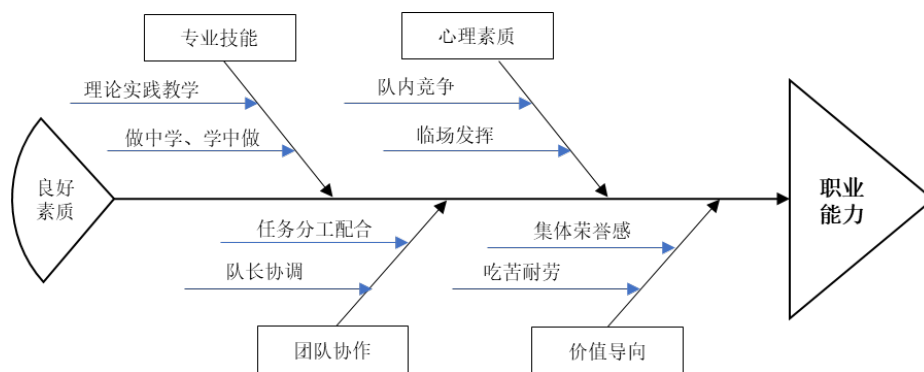 专业技能
心理素质
理论实践教学
队内竞争
做中学、学中做
临场发挥
良好
素质
职业
能力
任务分工配合
集体荣誉感
队长协调
吃苦耐劳
团队协作
价值导向